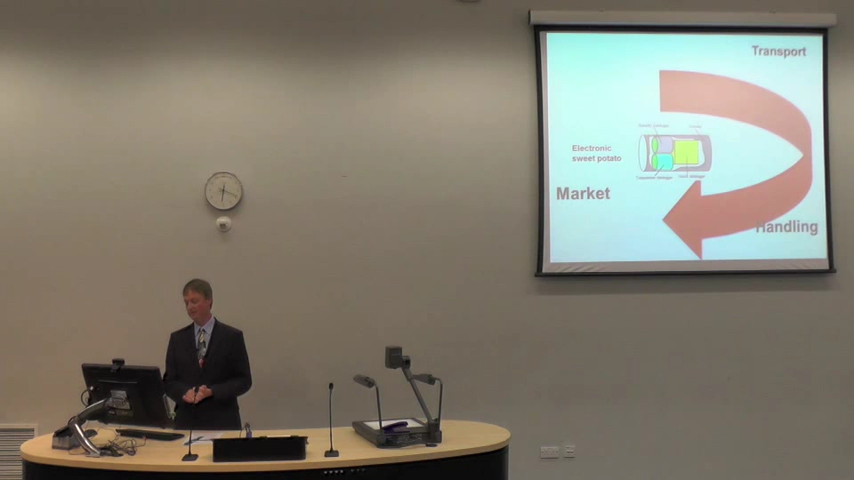 Transport
Electronic
sweet potato
Market
Handling